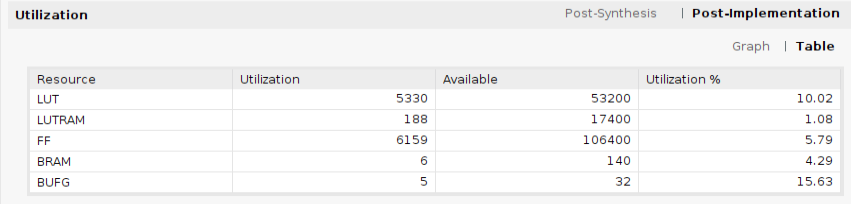 Utilization Post-Synthesis | Post-Implementation
Graph | Table
Resource Utilization Available Utilization %
LUT 5330 53200 10.02
LUTRAM 188 17400 1.08
FF 6159 106400 5.79
BRAM 6 140 4.29
BUFG 5 32 15.63